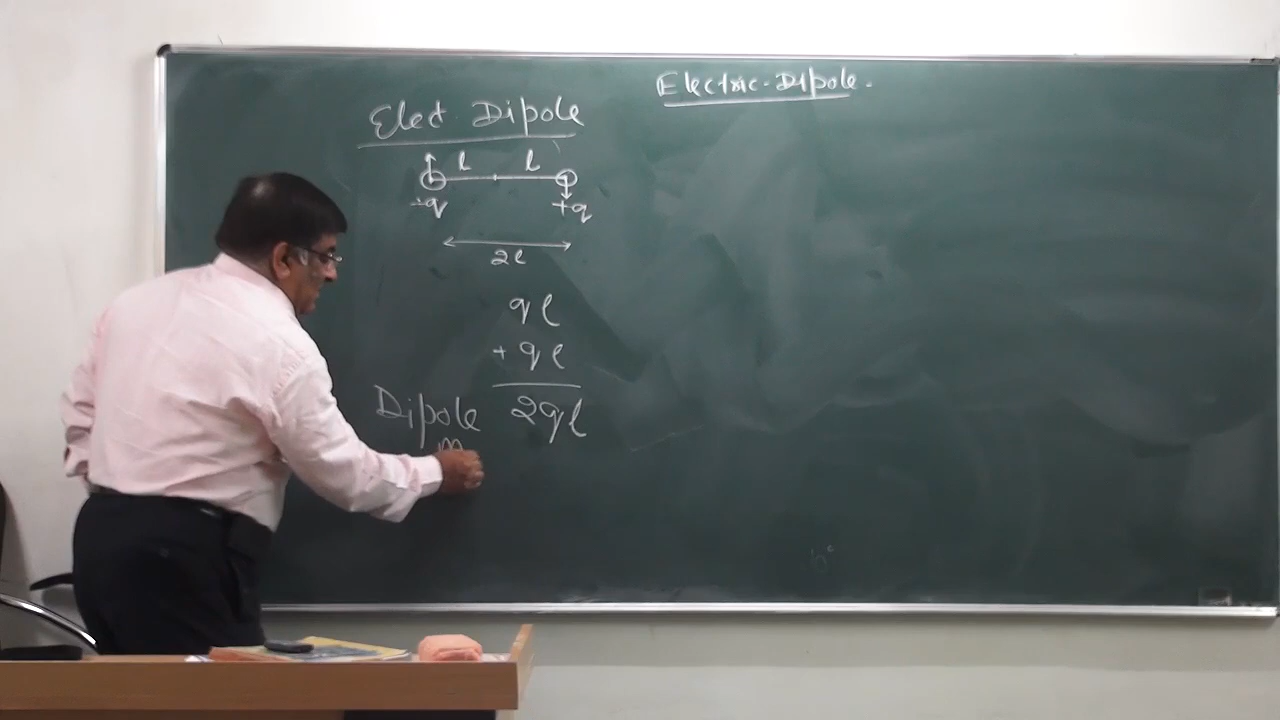 Electric-Dipole.
Elect. Dipole
l l
-q +q
2l
ql
+ ql
Dipole 2ql
m